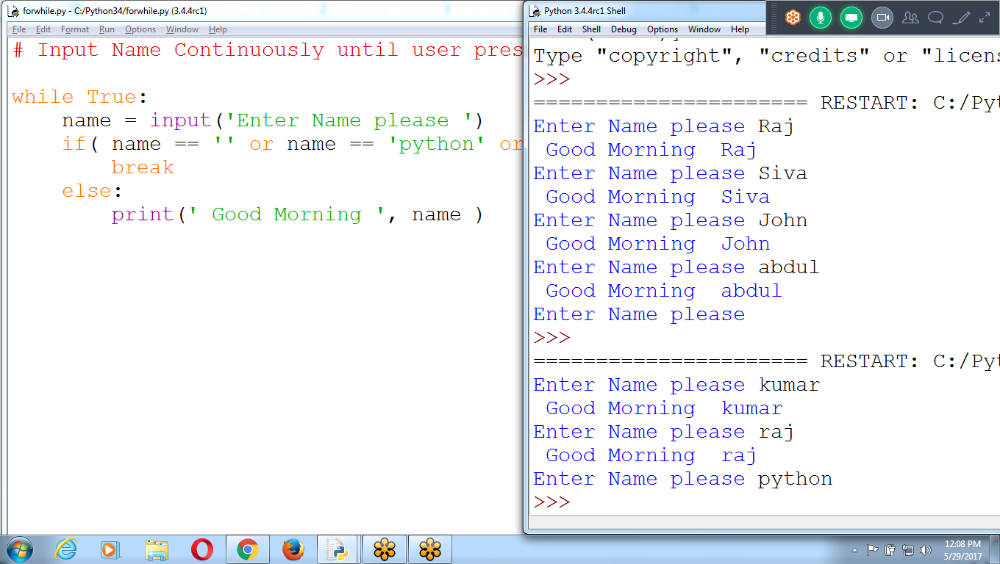 forwhile.py - C:/Python34/forwhile.py (3.4.4rc1)
File Edit Format Run Options Window Help
# Input Name Continuously until user pres
while True:
    name = input('Enter Name please ')
    if( name == '' or name == 'python' or
        break
    else:
        print(' Good Morning ', name )
Python 3.4.4rc1 Shell
File Edit Shell Debug Options Window Help
Type "copyright", "credits" or "licens
>>>
====================== RESTART: C:/Pyt
Enter Name please Raj
 Good Morning  Raj
Enter Name please Siva
 Good Morning  Siva
Enter Name please John
 Good Morning  John
Enter Name please abdul
 Good Morning  abdul
Enter Name please
>>>
====================== RESTART: C:/Pyt
Enter Name please kumar
 Good Morning  kumar
Enter Name please raj
 Good Morning  raj
Enter Name please python
>>>
12:08 PM
5/29/2017